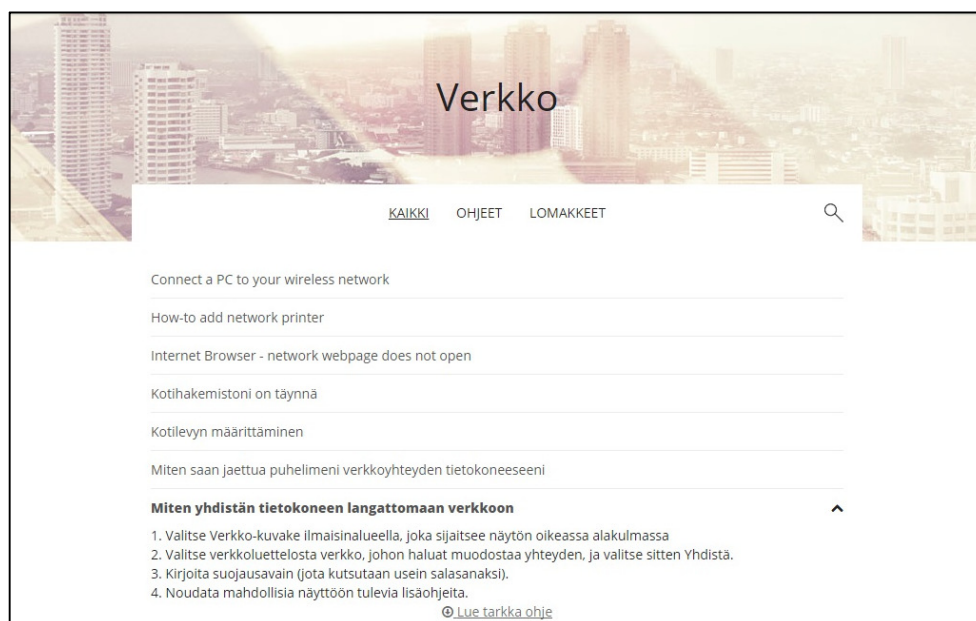 Verkko
KAIKKI OHJEET LOMAKKEET
Connect a PC to your wireless network
How-to add network printer
Internet Browser - network webpage does not open
Kotihakemistoni on täynnä
Kotilevyn määrittäminen
Miten saan jaettua puhelimeni verkkoyhteyden tietokoneeseeni
Miten yhdistän tietokoneen langattomaan verkkoon
1. Valitse Verkko-kuvake ilmaisinalueella, joka sijaitsee näytön oikeassa alakulmassa
2. Valitse verkkoluettelosta verkko, johon haluat muodostaa yhteyden, ja valitse sitten Yhdistä.
3. Kirjoita suojausavain (jota kutsutaan usein salasanaksi).
4. Noudata mahdollisia näyttöön tulevia lisäohjeita.
Lue tarkka ohje